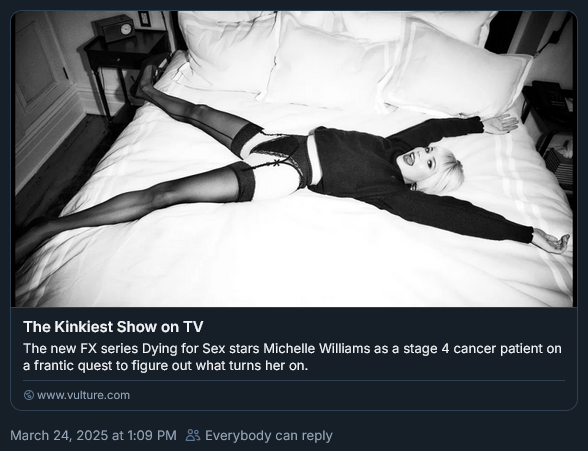 The Kinkiest Show on TV
The new FX series Dying for Sex stars Michelle Williams as a stage 4 cancer patient on
a frantic quest to figure out what turns her on.
www.vulture.com
March 24, 2025 at 1:09 PM Everybody can reply